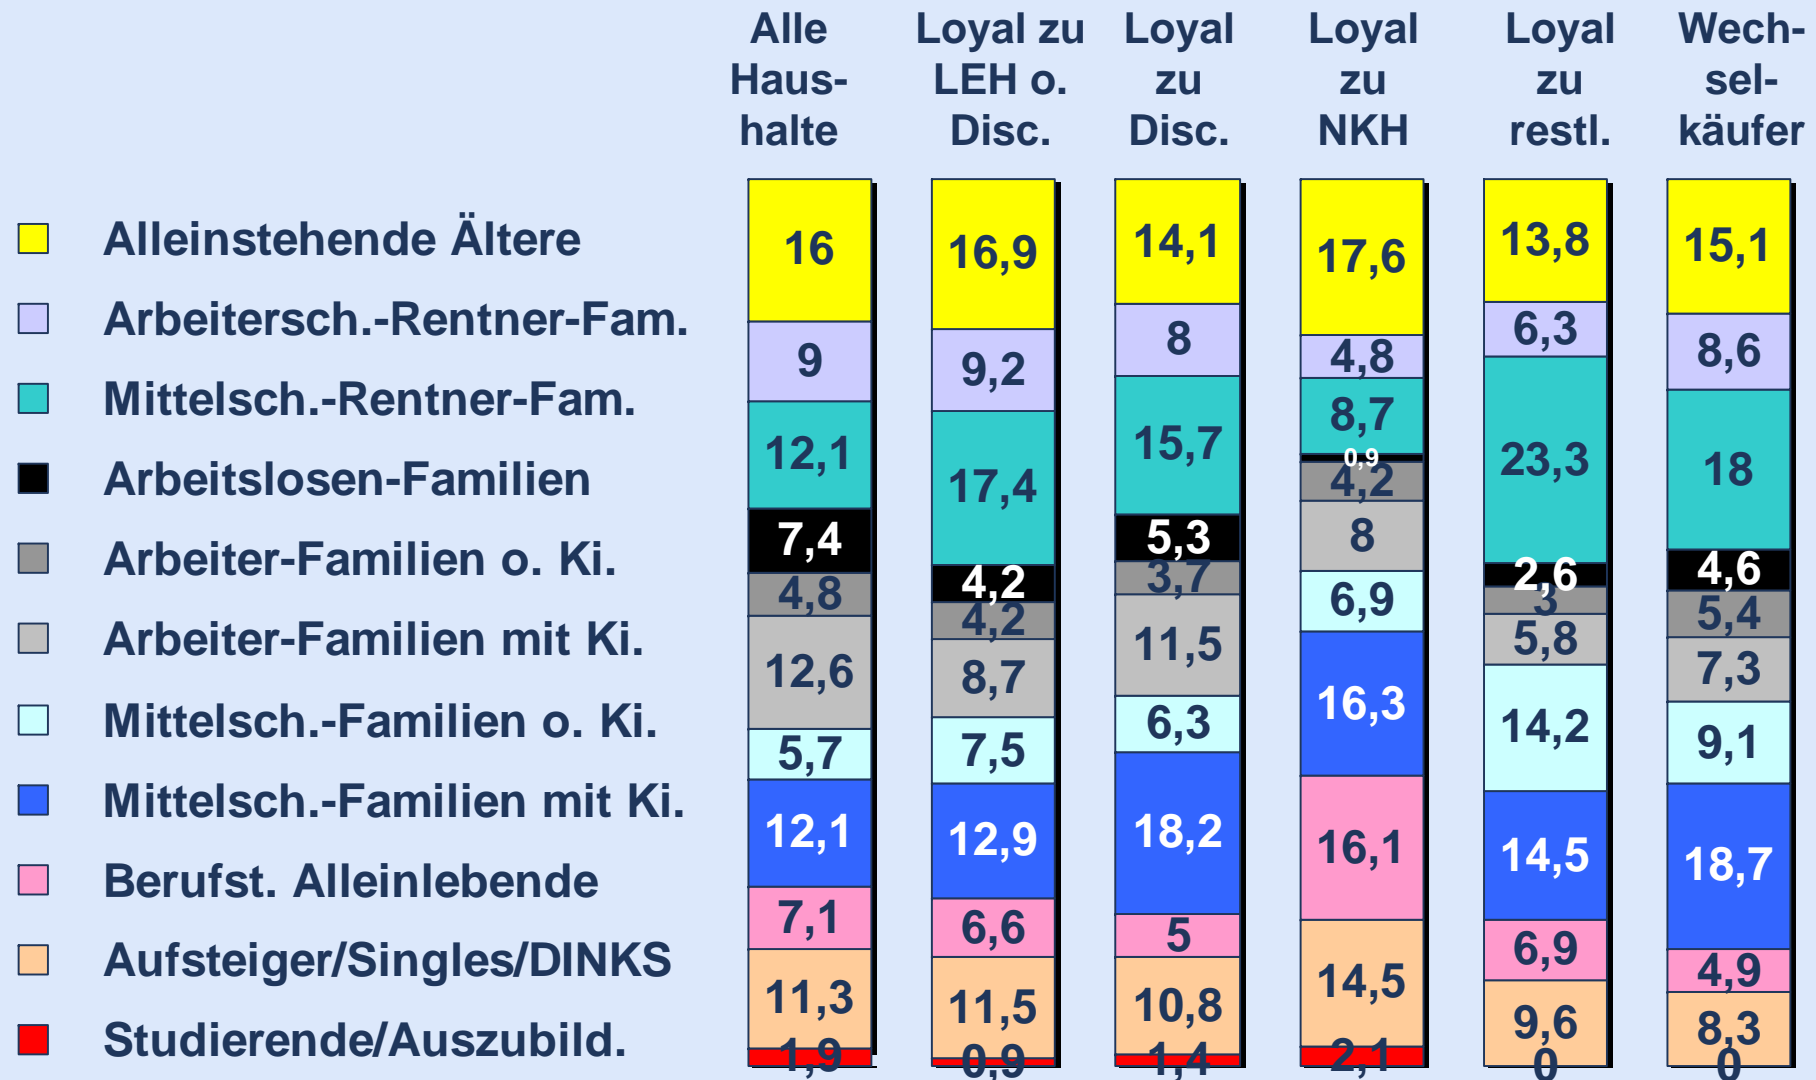 Alle Haus- halte
Loyal zu LEH o. Disc.
Loyal zu Disc.
Loyal zu NKH
Loyal zu restl.
Wech- sel- käufer
Alleinstehende Ältere
16 16,9 14,1 17,6 13,8 15,1
Arbeitersch.-Rentner-Fam.
9 9,2 8 4,8 6,3 8,6
Mittelsch.-Rentner-Fam.
12,1 17,4 15,7 8,7 23,3 18
Arbeitslosen-Familien
7,4 4,2 5,3 0,9 2,6 4,6
Arbeiter-Familien o. Ki.
4,8 4,2 3,7 4,2 3 5,4
Arbeiter-Familien mit Ki.
12,6 8,7 11,5 8 5,8 7,3
Mittelsch.-Familien o. Ki.
5,7 7,5 6,3 6,9 14,2 9,1
Mittelsch.-Familien mit Ki.
12,1 12,9 18,2 16,3 14,5 18,7
Berufst. Alleinlebende
7,1 6,6 5 16,1 6,9 4,9
Aufsteiger/Singles/DINKS
11,3 11,5 10,8 14,5 9,6 8,3
Studierende/Auszubild.
1,9 0,9 1,4 2,1 0 0